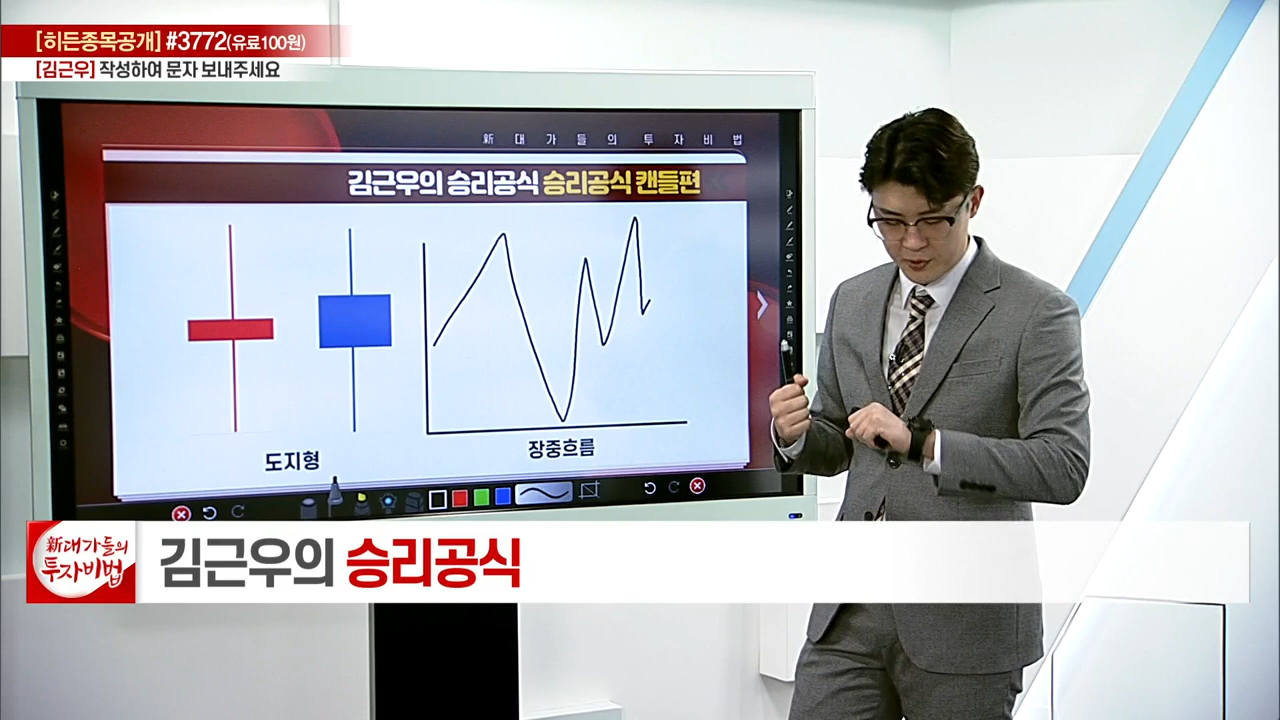 [히든종목공개] #3772(유료100원)
[김근우] 작성하여 문자 보내주세요
新 대 가 들 의 투 자 비 법
김근우의 승리공식 승리공식 캔들편
도지형
장중흐름
新대가들의
투자비법
김근우의 승리공식